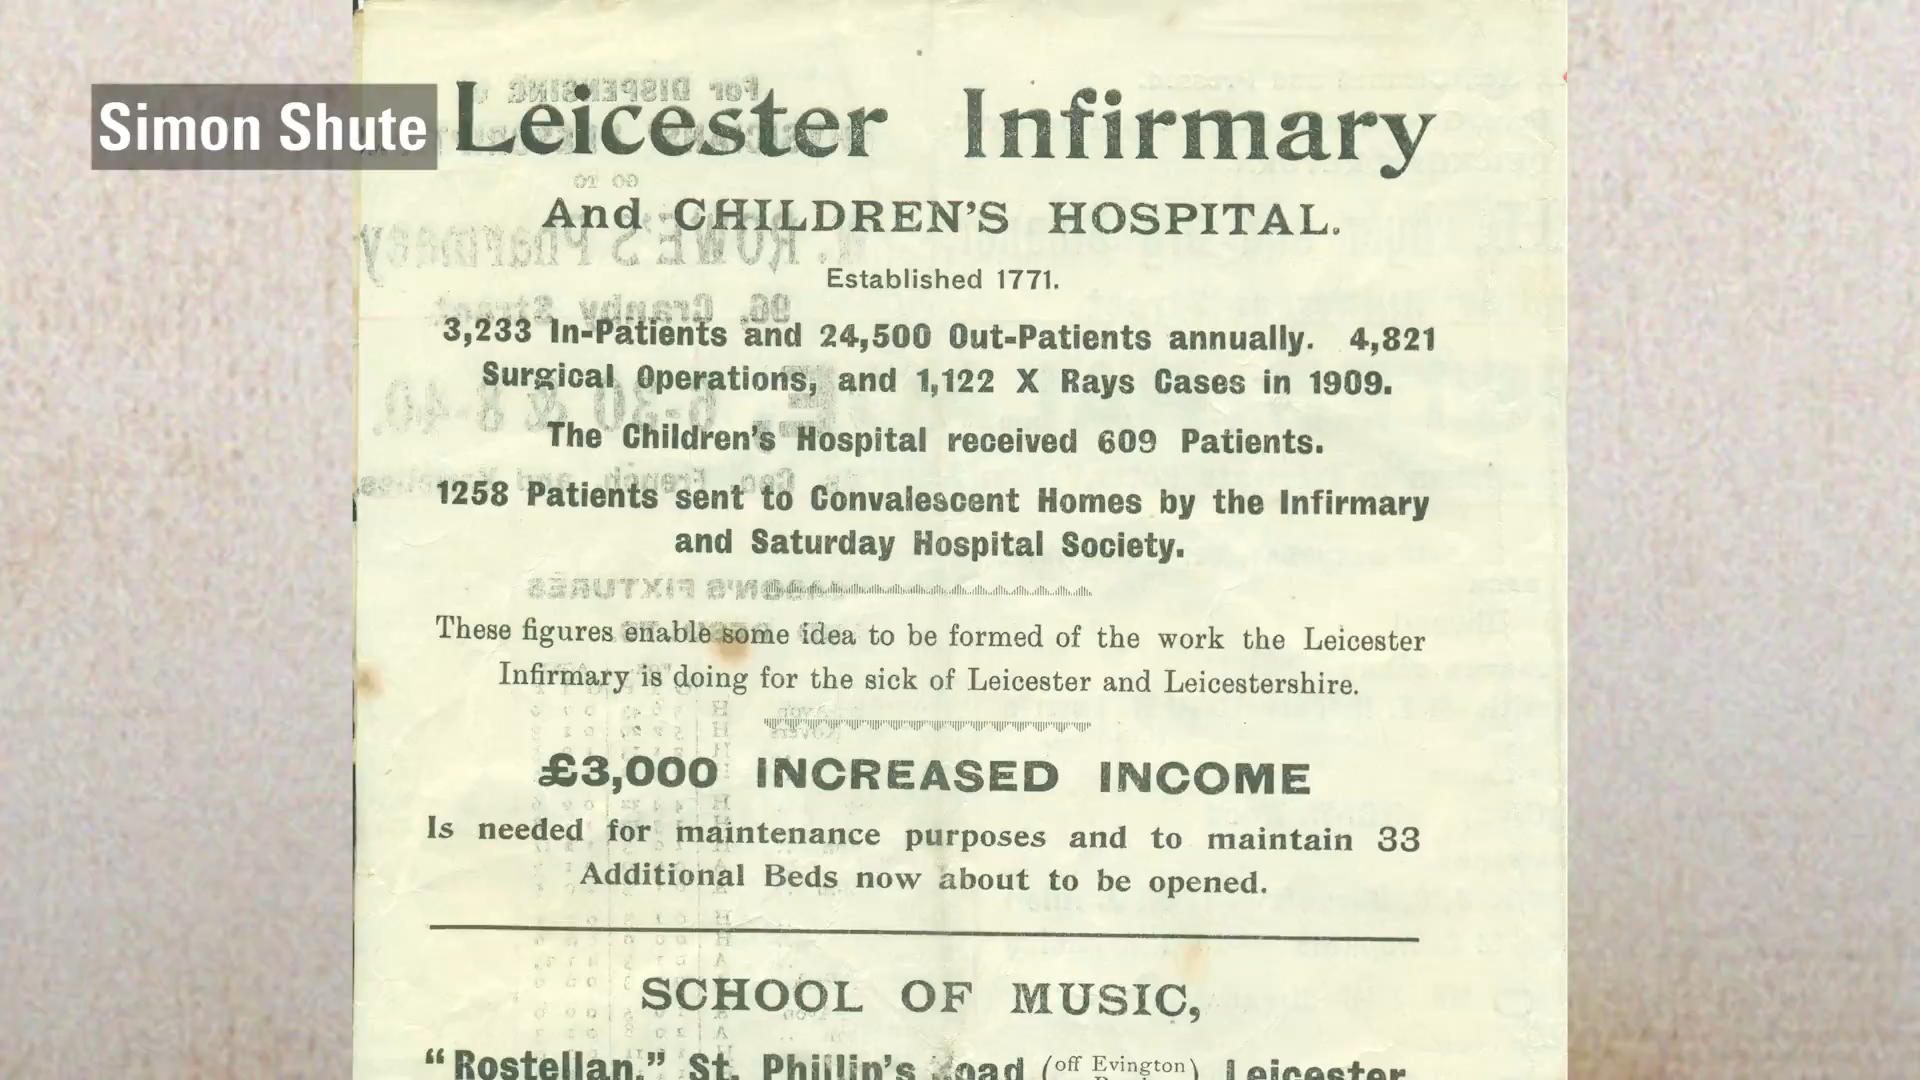 Simon Shute
Leicester Infirmary
And CHILDREN'S HOSPITAL.
Established 1771.
3,233 In-Patients and 24,500 Out-Patients annually. 4,821
Surgical Operations, and 1,122 X Rays Cases in 1909.
The Children's Hospital received 609 Patients.
1258 Patients sent to Convalescent Homes by the Infirmary
and Saturday Hospital Society.
These figures enable some idea to be formed of the work the Leicester
Infirmary is doing for the sick of Leicester and Leicestershire.
£3,000 INCREASED INCOME
Is needed for maintenance purposes and to maintain 33
Additional Beds now about to be opened.
SCHOOL OF MUSIC,
"Rostellan," St. Phillip's Road (off Evington) Leicester